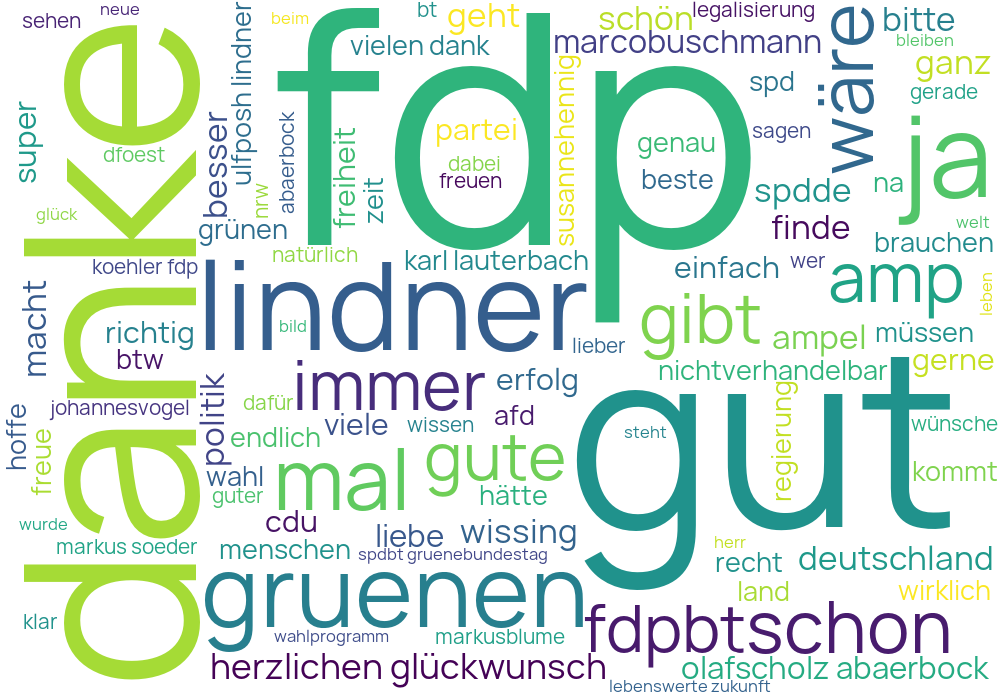 neue
sehen
beim
bt
geht
schön
legalisierung
bitte
vielen dank
marcobuschmann
wäre
bleiben
ganz
danke
super
dfoest
besser
ulfposh lindner
abaerbock
fdp
freiheit
zeit
partei
dabei
freuen
susannehennig
genau
beste
spd
sagen
gerade
ja
spdde
na
glück
nrw
grünen
natürlich
finde
welt
brauchen
koehler fdp
karl lauterbach
einfach
wer
amp
leben
macht
lindner
richtig
bild
btw
lieber
gibt
ampel
müssen
nichtverhandelbar
gerne
immer
erfolg
johannesvogel
politik
dafür
viele
wissen
afd
gut
steht
regierung
wünsche
hoffe
freue
endlich
mal
gute
wahl
guter
hätte
kommt
cdu
liebe
wissing
wurde
markus soeder
menschen
spdbt gruenebundestag
herr
recht
deutschland
gruenen
land
wirklich
klar
wahlprogramm
markusblume
fdpbt
schon
herzlichen glückwunsch
olafscholz abaerbock
lebenswerte zukunft